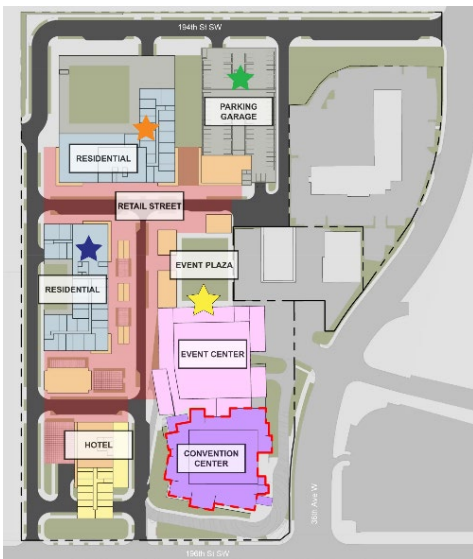 194th St SW
PARKING
GARAGE
RESIDENTIAL
RETAIL STREET
EVENT PLAZA
RESIDENTIAL
EVENT CENTER
HOTEL
CONVENTION
CENTER
36th Ave W
196th St SW